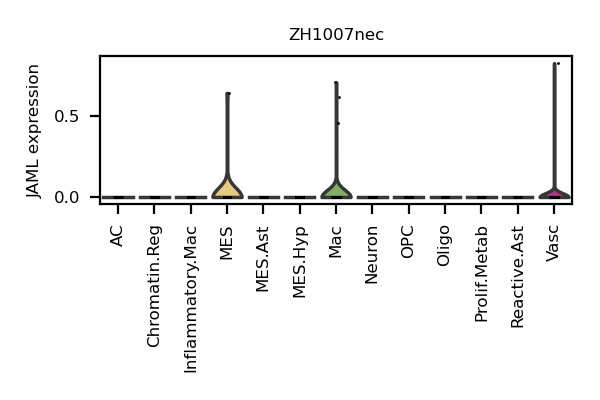 ZH1007nec
JAML expression
0.5
0.0
AC
Chromatin.Reg
Inflammatory.Mac
MES
MES.Ast
MES.Hyp
Mac
Neuron
OPC
Oligo
Prolif.Metab
Reactive.Ast
Vasc